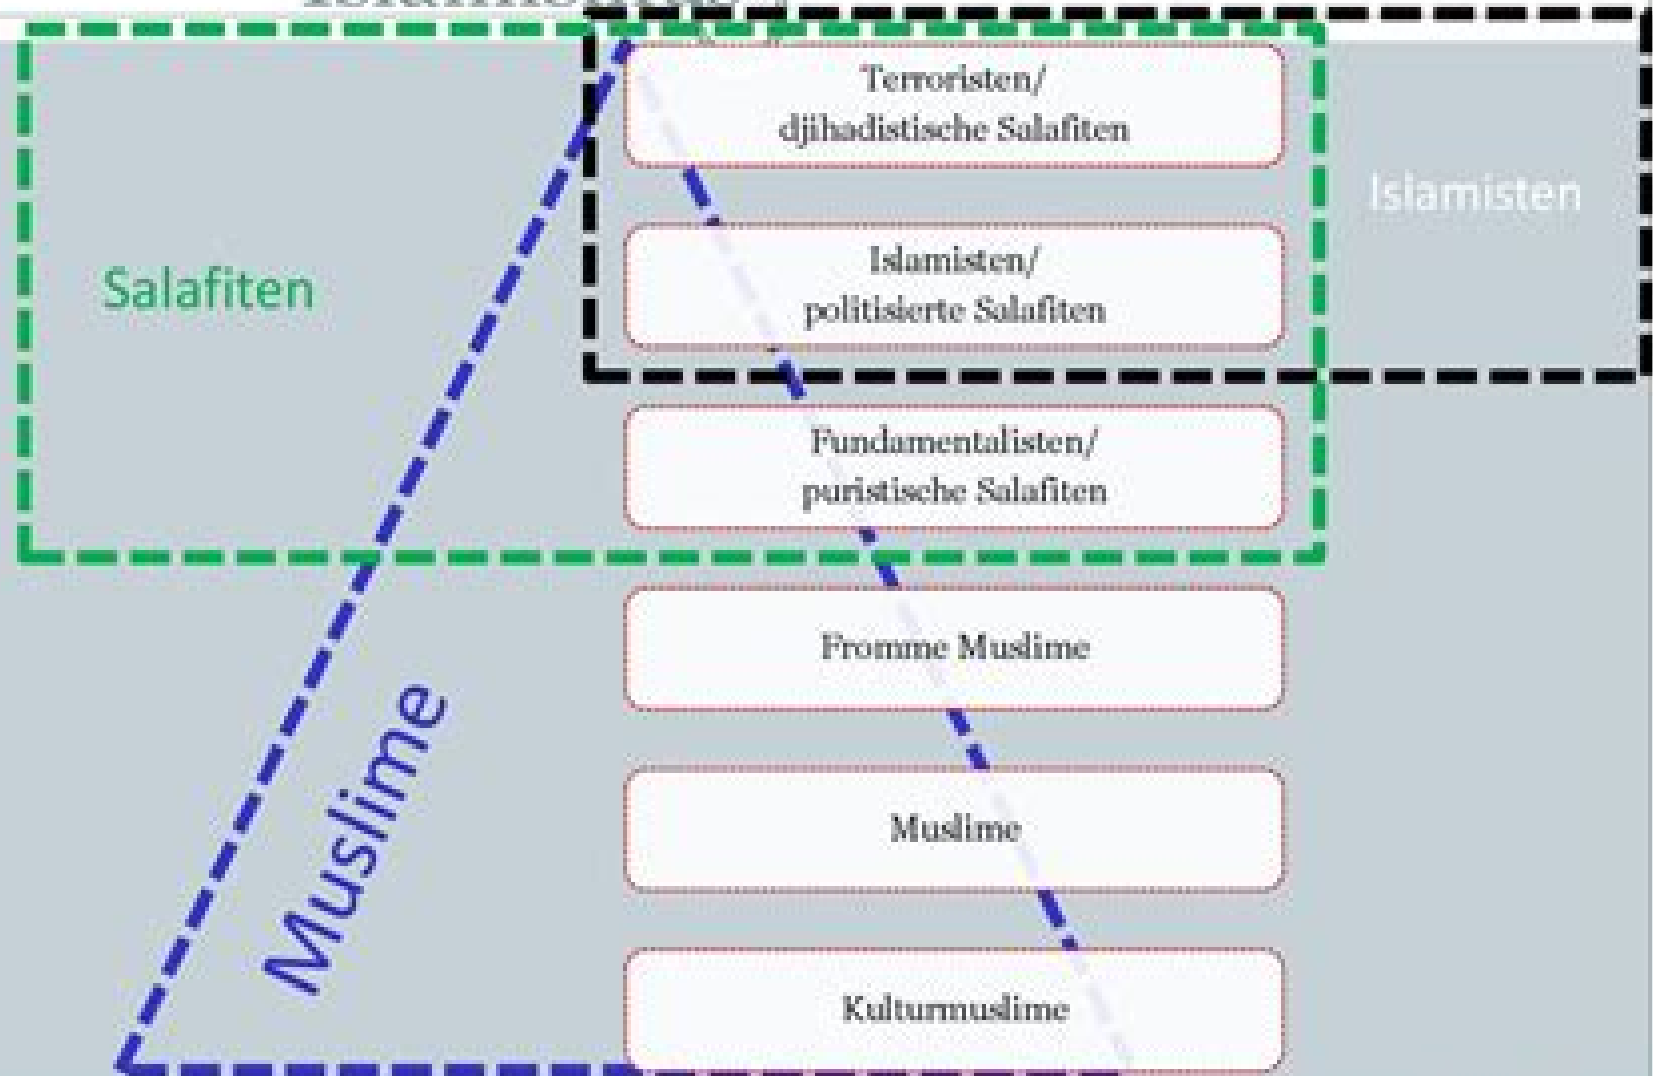 Terroristen/
djihadistische Salafiten
Islamisten
Islamisten/
politisierte Salafiten
Salafiten
Fundamentalisten/
puristische Salafiten
Fromme Muslime
Muslime
Muslime
Kulturmuslime